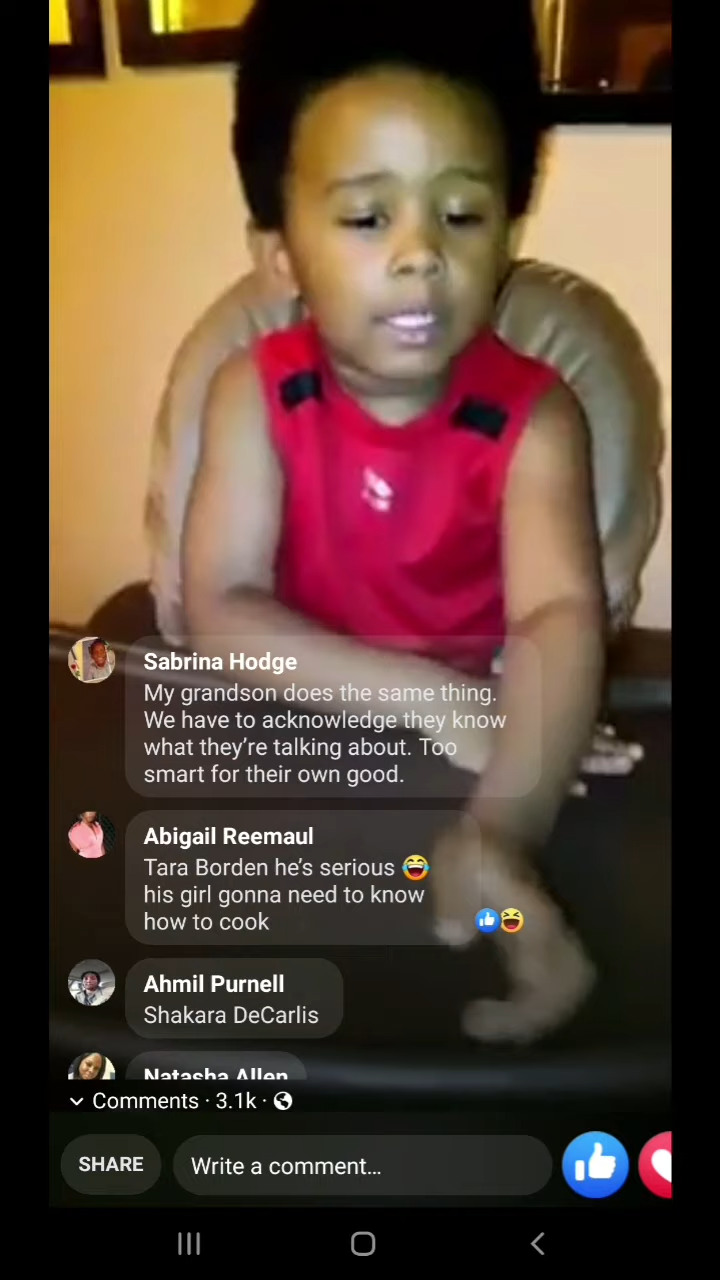 Sabrina Hodge
My grandson does the same thing.
We have to acknowledge they know
what they're talking about. Too
smart for their own good.
Abigail Reemaul
Tara Borden he's serious 😂
his girl gonna need to know
how to cook
Ahmil Purnell
Shakara DeCarlis
Natasha Allen
Comments · 3.1k ·
SHARE
Write a comment...